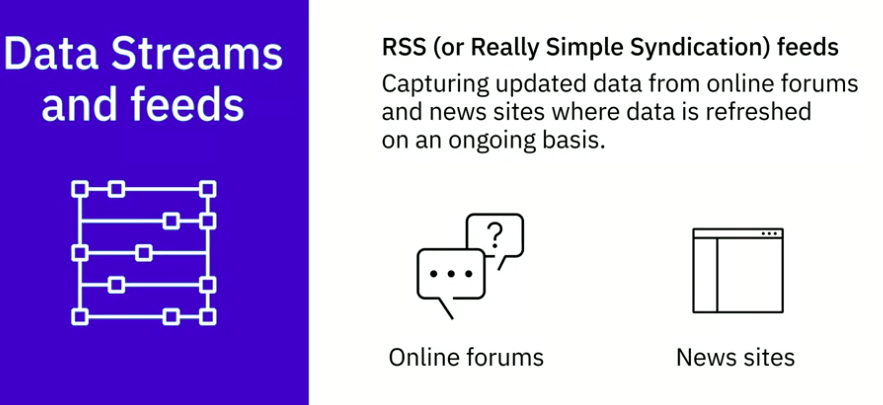 Data Streams
and feeds
RSS (or Really Simple Syndication) feeds
Capturing updated data from online forums
and news sites where data is refreshed
on an ongoing basis.
?
Online forums
News sites